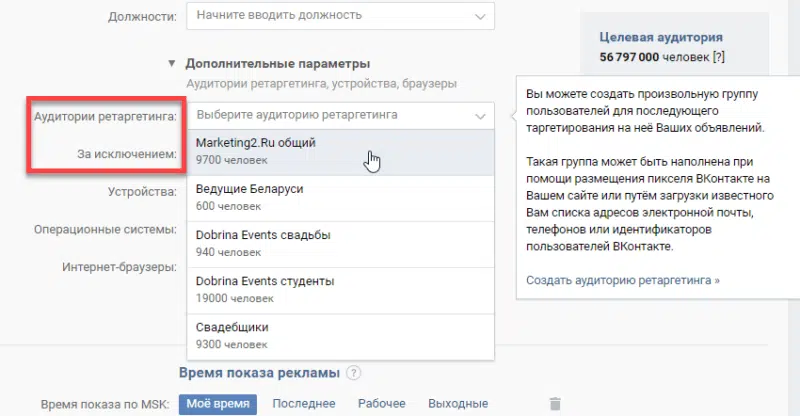 Должности:
Начните вводить должность
Целевая аудитория
56 797 000 человек [?]
▼ Дополнительные параметры
Аудитории ретаргетинга, устройства, браузеры
Аудитории ретаргетинга:
Выберите аудиторию ретаргетинга
За исключением:
Устройства:
Операционные системы:
Интернет-браузеры:
Marketing2.Ru общий
9700 человек
Ведущие Беларуси
600 человек
Dobrina Events свадьбы
940 человек
Dobrina Events студенты
19000 человек
Свадебщики
9300 человек
Вы можете создать произвольную группу
пользователей для последующего
таргетирования на неё Ваших объявлений.
Такая группа может быть наполнена при
помощи размещения пикселя ВКонтакте на
Вашем сайте или путём загрузки известного
Вам списка адресов электронной почты,
телефонов или идентификаторов
пользователей ВКонтакте.
Создать аудиторию ретаргетинга »
Время показа рекламы ?
Время показа по MSK: Моё время Последнее Рабочее Выходные